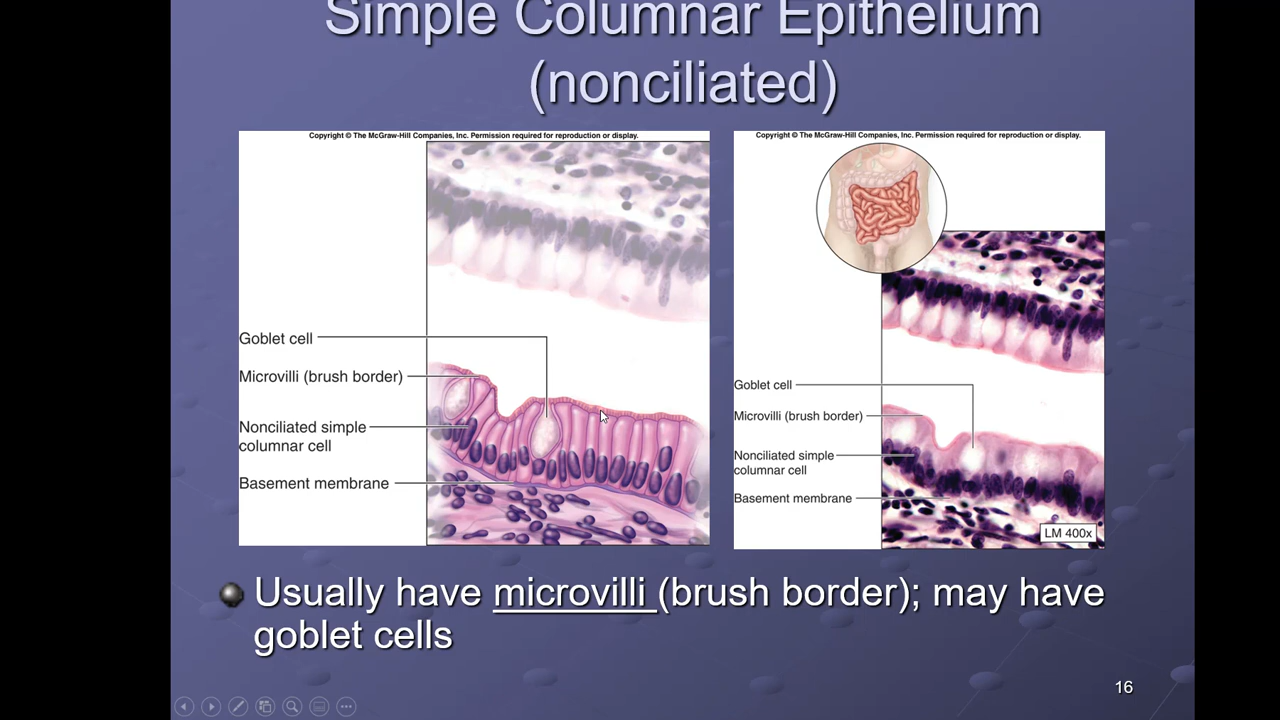 Simple Columnar Epithelium
(nonciliated)
Copyright © The McGraw-Hill Companies, Inc. Permission required for reproduction or display.
Goblet cell
Microvilli (brush border)
Nonciliated simple
columnar cell
Basement membrane
Copyright © The McGraw-Hill Companies, Inc. Permission required for reproduction or display.
Goblet cell
Microvilli (brush border)
Nonciliated simple
columnar cell
Basement membrane
LM 400x
Usually have microvilli (brush border); may have
goblet cells
16